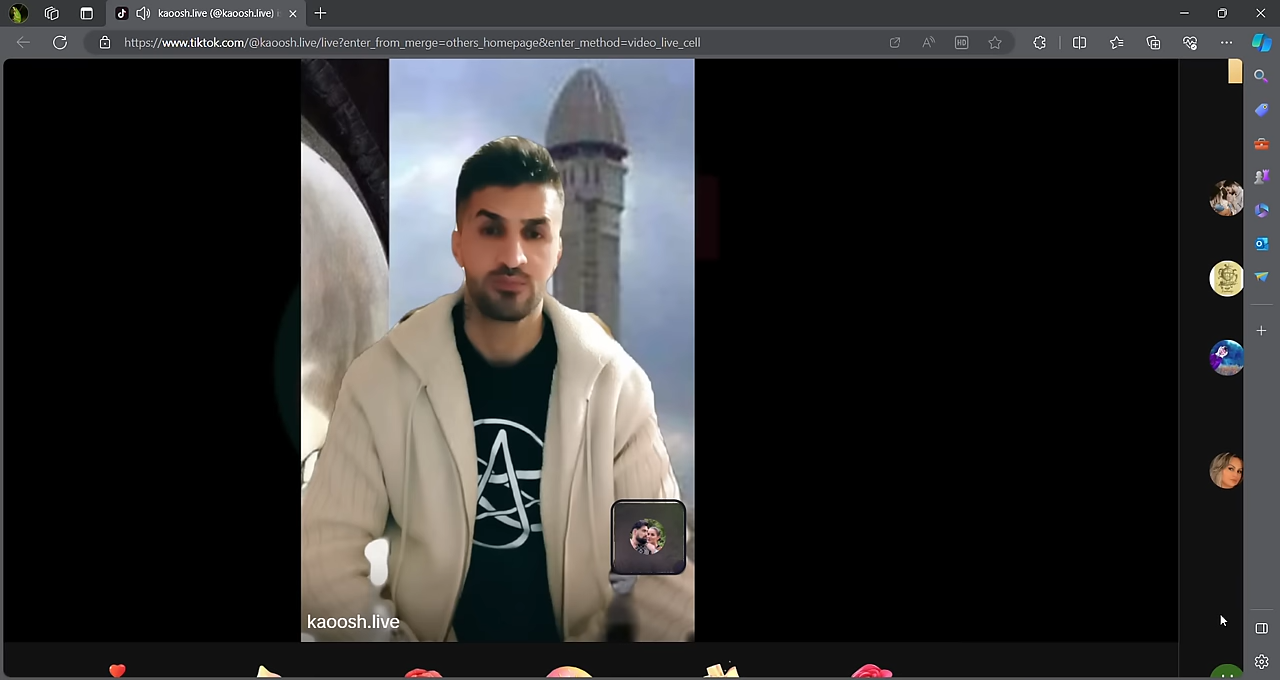 kaoosh.live (@kaoosh.live) i
https://www.tiktok.com/@kaoosh.live/live?enter_from_merge=others_homepage&enter_method=video_live_cell
kaoosh.live